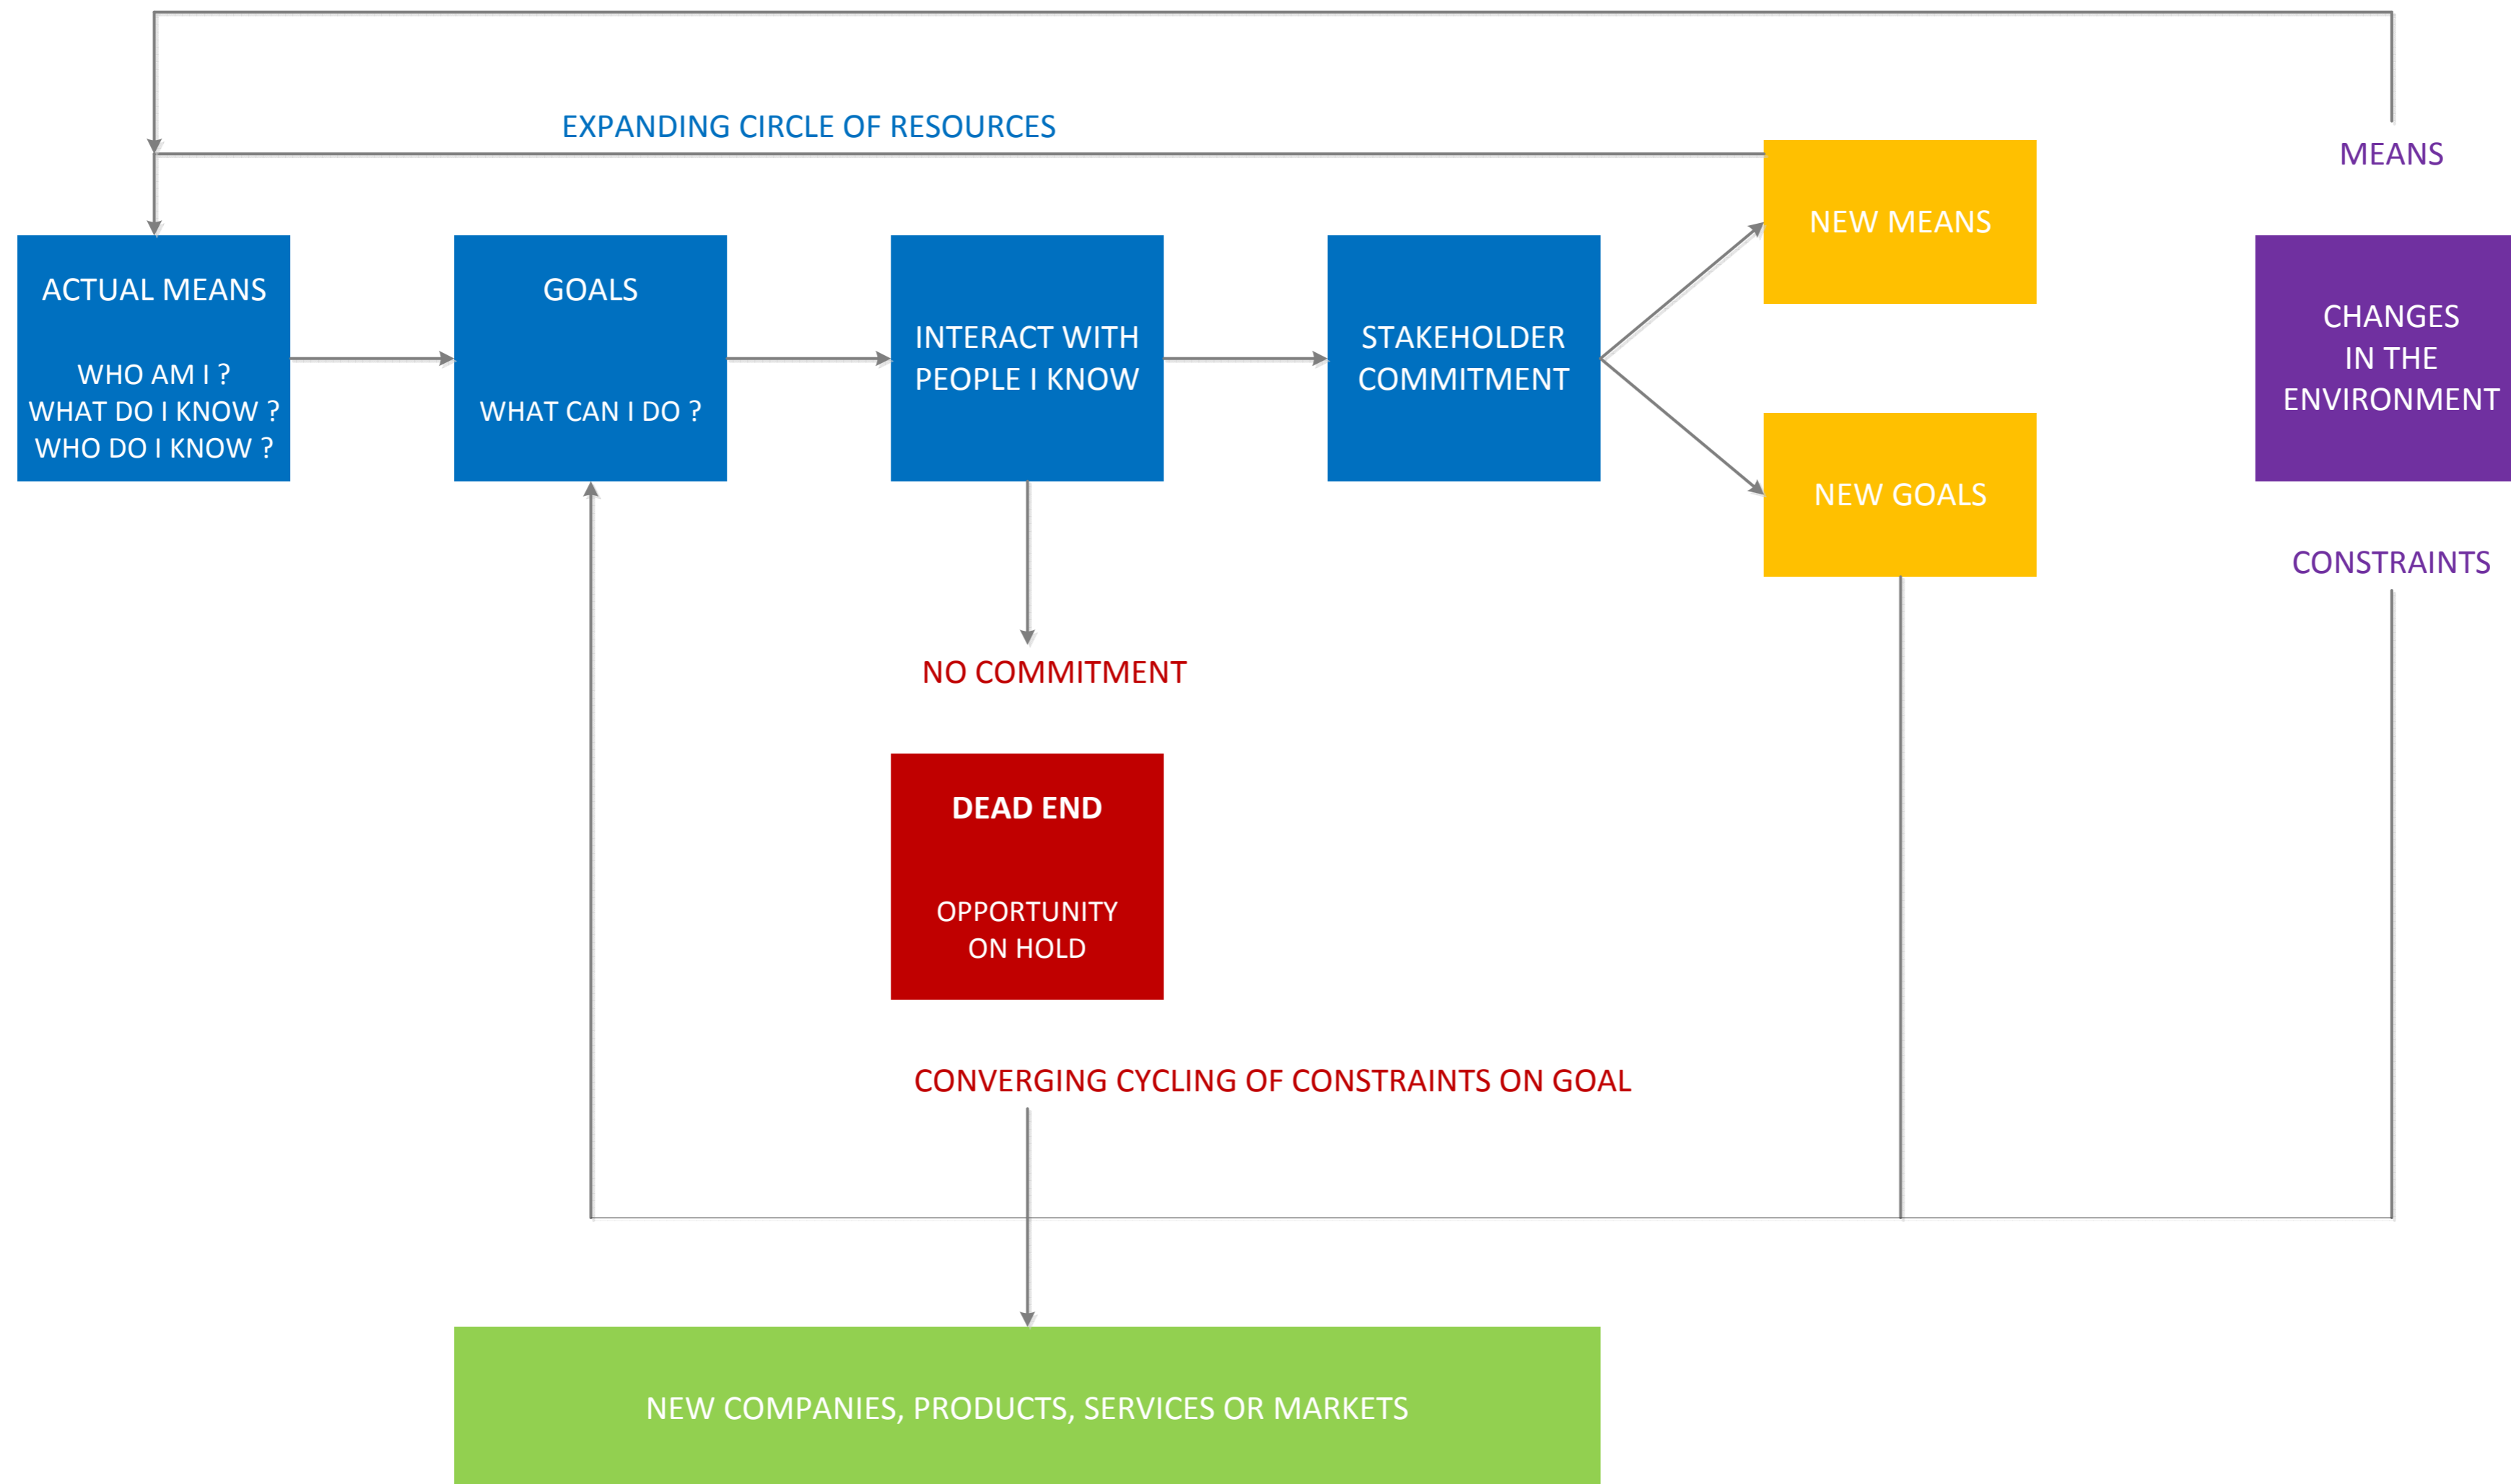 EXPANDING CIRCLE OF RESOURCES
MEANS
ACTUAL MEANS
WHO AM I ?
WHAT DO I KNOW ?
WHO DO I KNOW ?
GOALS
WHAT CAN I DO ?
INTERACT WITH
PEOPLE I KNOW
STAKEHOLDER
COMMITMENT
NEW MEANS
NEW GOALS
CHANGES
IN THE
ENVIRONMENT
CONSTRAINTS
NO COMMITMENT
DEAD END
OPPORTUNITY
ON HOLD
CONVERGING CYCLING OF CONSTRAINTS ON GOAL
NEW COMPANIES, PRODUCTS, SERVICES OR MARKETS